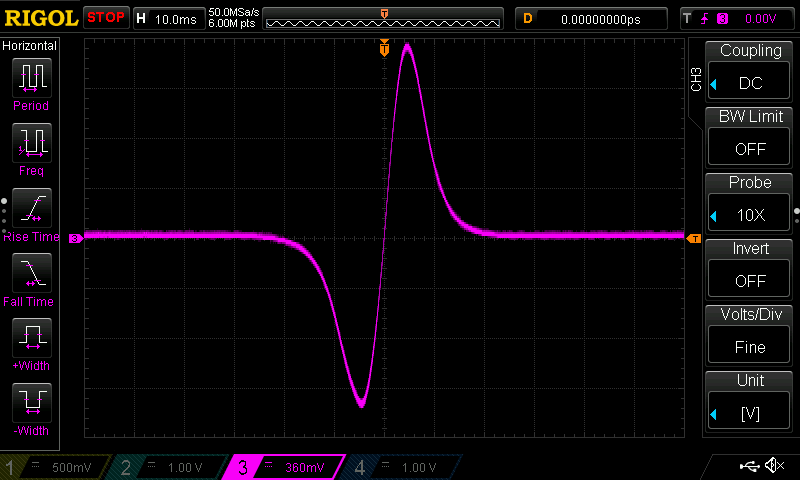 RIGOL STOP H 10.0ms 50.0MSa/s D 0.00000000ps T 3 0.00V
6.00M pts
T
Horizontal
Period
Freq
Rise Time
Fall Time
+Width
-Width
3
T
CH3
Coupling
DC
BW Limit
OFF
Probe
10X
Invert
OFF
Volts/Div
Fine
Unit
[V]
1 500mV 2 1.00 V 3 360mV 4 1.00 V